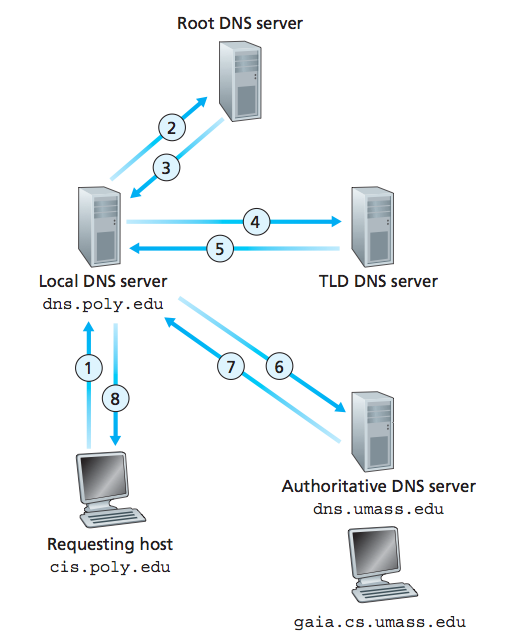 Root DNS server
2
3
4
5
Local DNS server
dns.poly.edu
TLD DNS server
1
8
7
6
Authoritative DNS server
dns.umass.edu
Requesting host
cis.poly.edu
gaia.cs.umass.edu